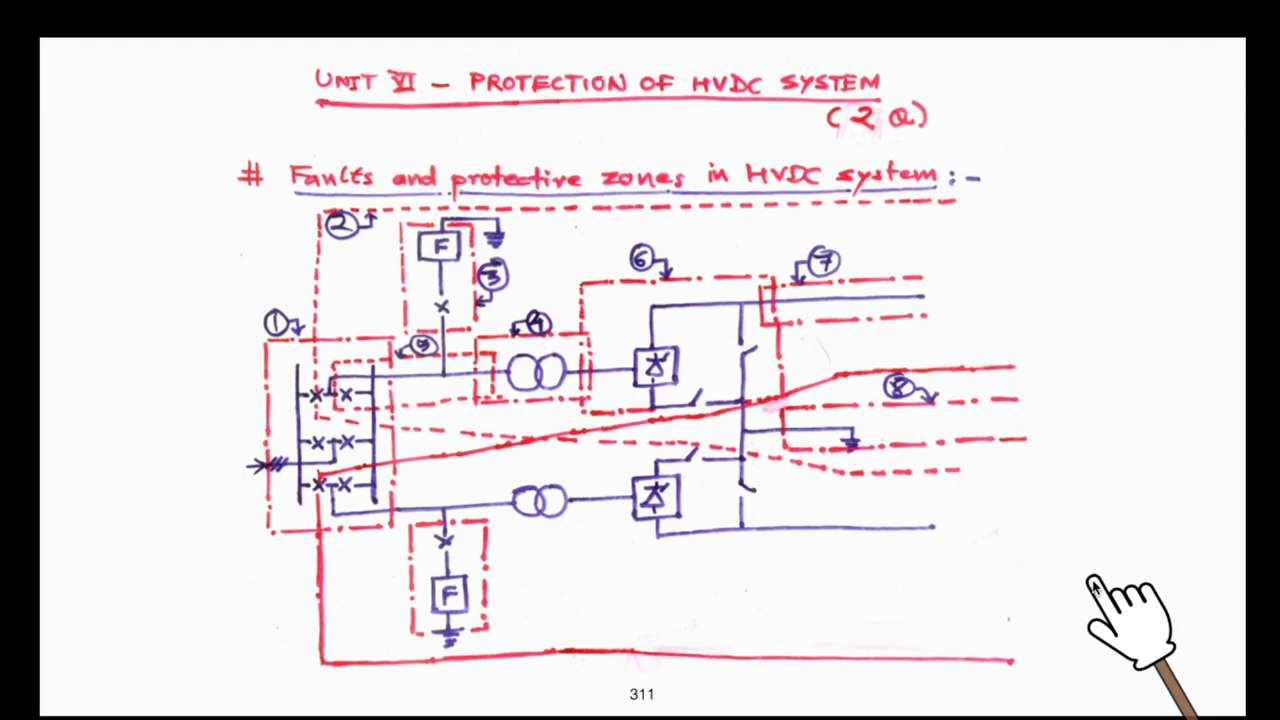 UNIT VI - PROTECTION OF HVDC SYSTEM
(2 Q)
# Faults and protective zones in HVDC system :-
2
F
3
6
7
1
4
5
8
F
311